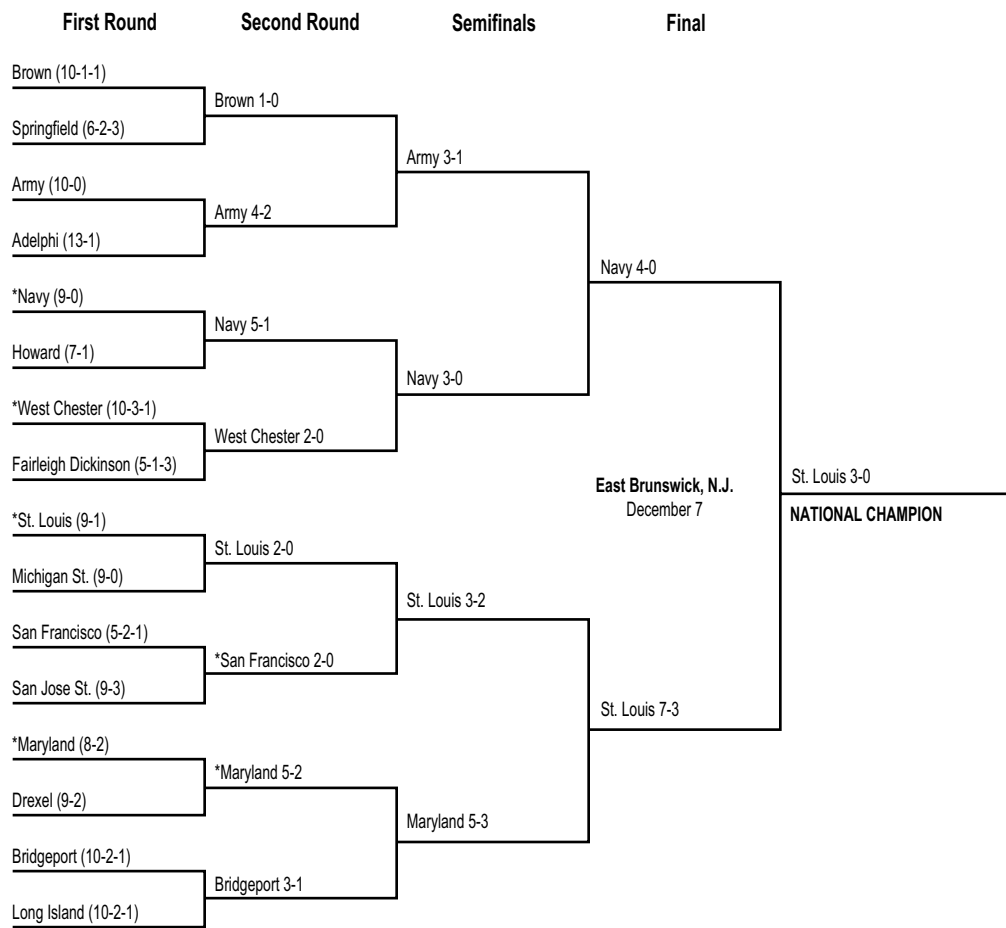 First Round Second Round Semifinals Final
Brown (10-1-1)
Springfield (6-2-3)
Army (10-0)
Adelphi (13-1)
*Navy (9-0)
Howard (7-1)
*West Chester (10-3-1)
Fairleigh Dickinson (5-1-3)
*St. Louis (9-1)
Michigan St. (9-0)
San Francisco (5-2-1)
San Jose St. (9-3)
*Maryland (8-2)
Drexel (9-2)
Bridgeport (10-2-1)
Long Island (10-2-1)
Brown 1-0
Army 4-2
Navy 5-1
West Chester 2-0
St. Louis 2-0
*San Francisco 2-0
*Maryland 5-2
Bridgeport 3-1
Army 3-1
Navy 3-0
St. Louis 3-2
Maryland 5-3
Navy 4-0
St. Louis 7-3
East Brunswick, N.J.
December 7
St. Louis 3-0
NATIONAL CHAMPION